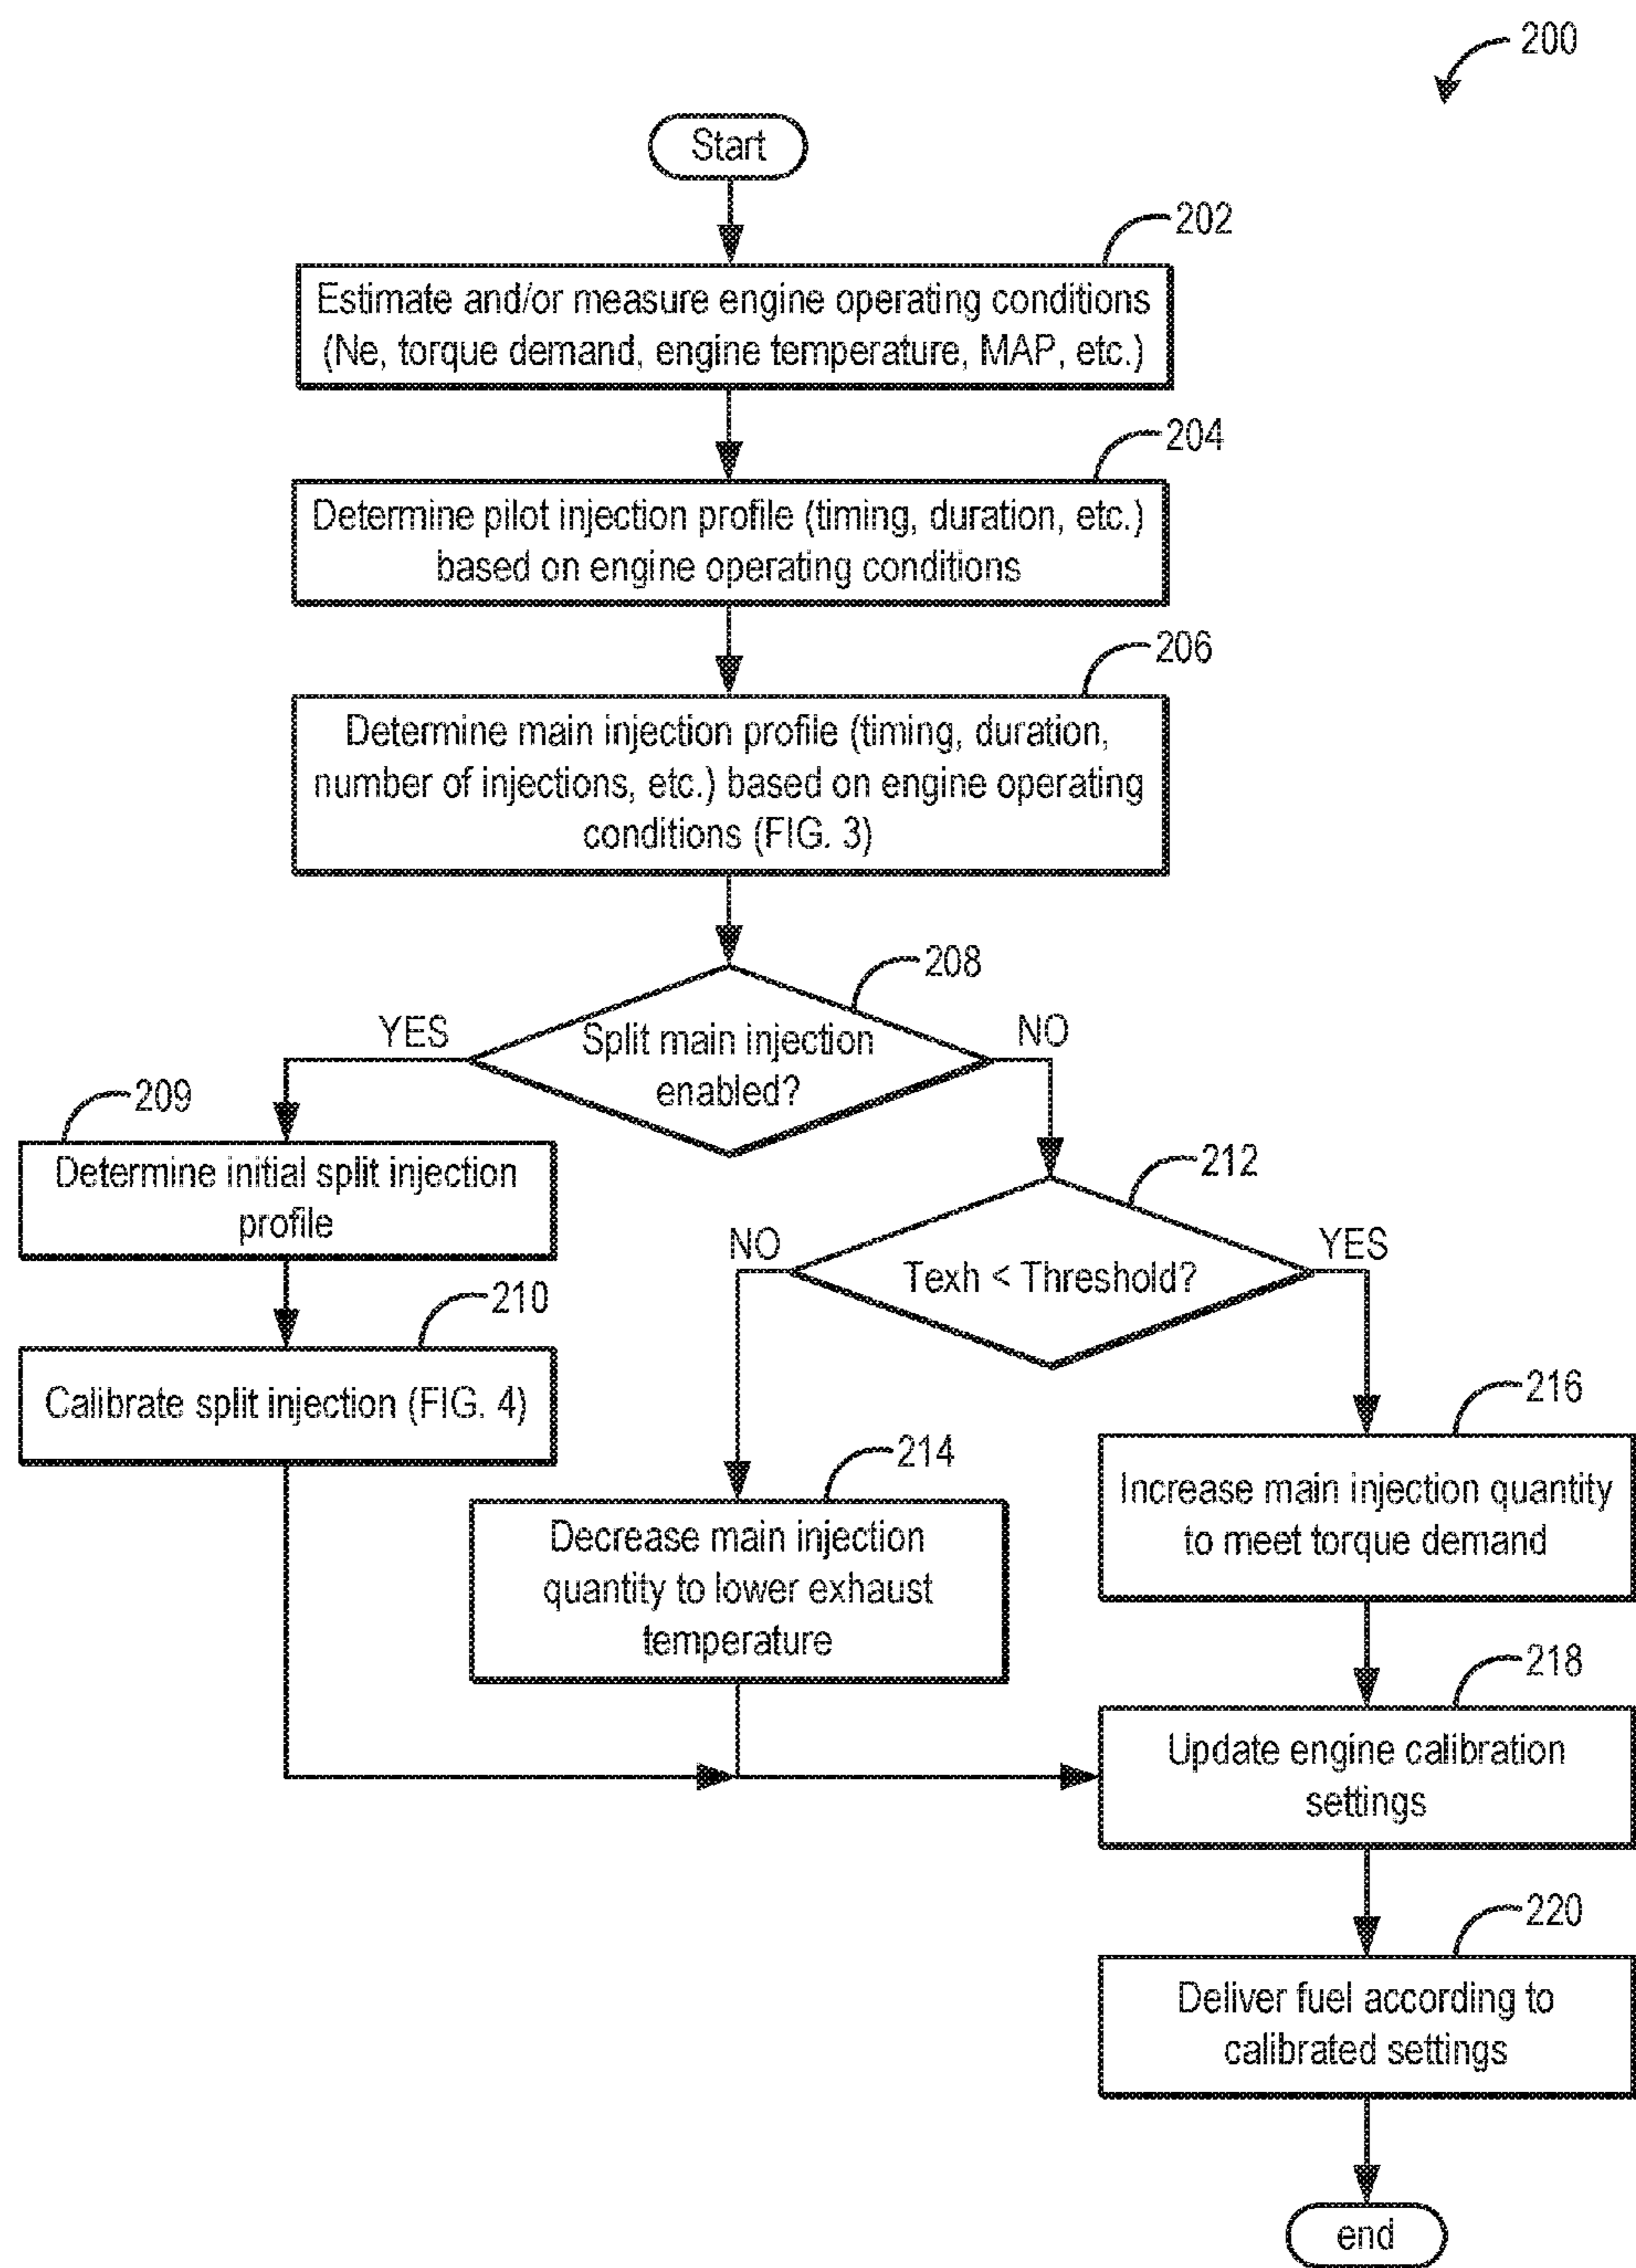 200
Start
202
Estimate and/or measure engine operating conditions
(Ne, torque demand, engine temperature, MAP, etc.)
204
Determine pilot injection profile (timing, duration, etc.)
based on engine operating conditions
206
Determine main injection profile (timing, duration,
number of injections, etc.) based on engine operating
conditions (FIG. 3)
208
YES
Split main injection
enabled?
NO
209
Determine initial split injection
profile
210
Calibrate split injection (FIG. 4)
212
NO
Texh < Threshold?
YES
214
Decrease main injection
quantity to lower exhaust
temperature
216
Increase main injection quantity
to meet torque demand
218
Update engine calibration
settings
220
Deliver fuel according to
calibrated settings
end